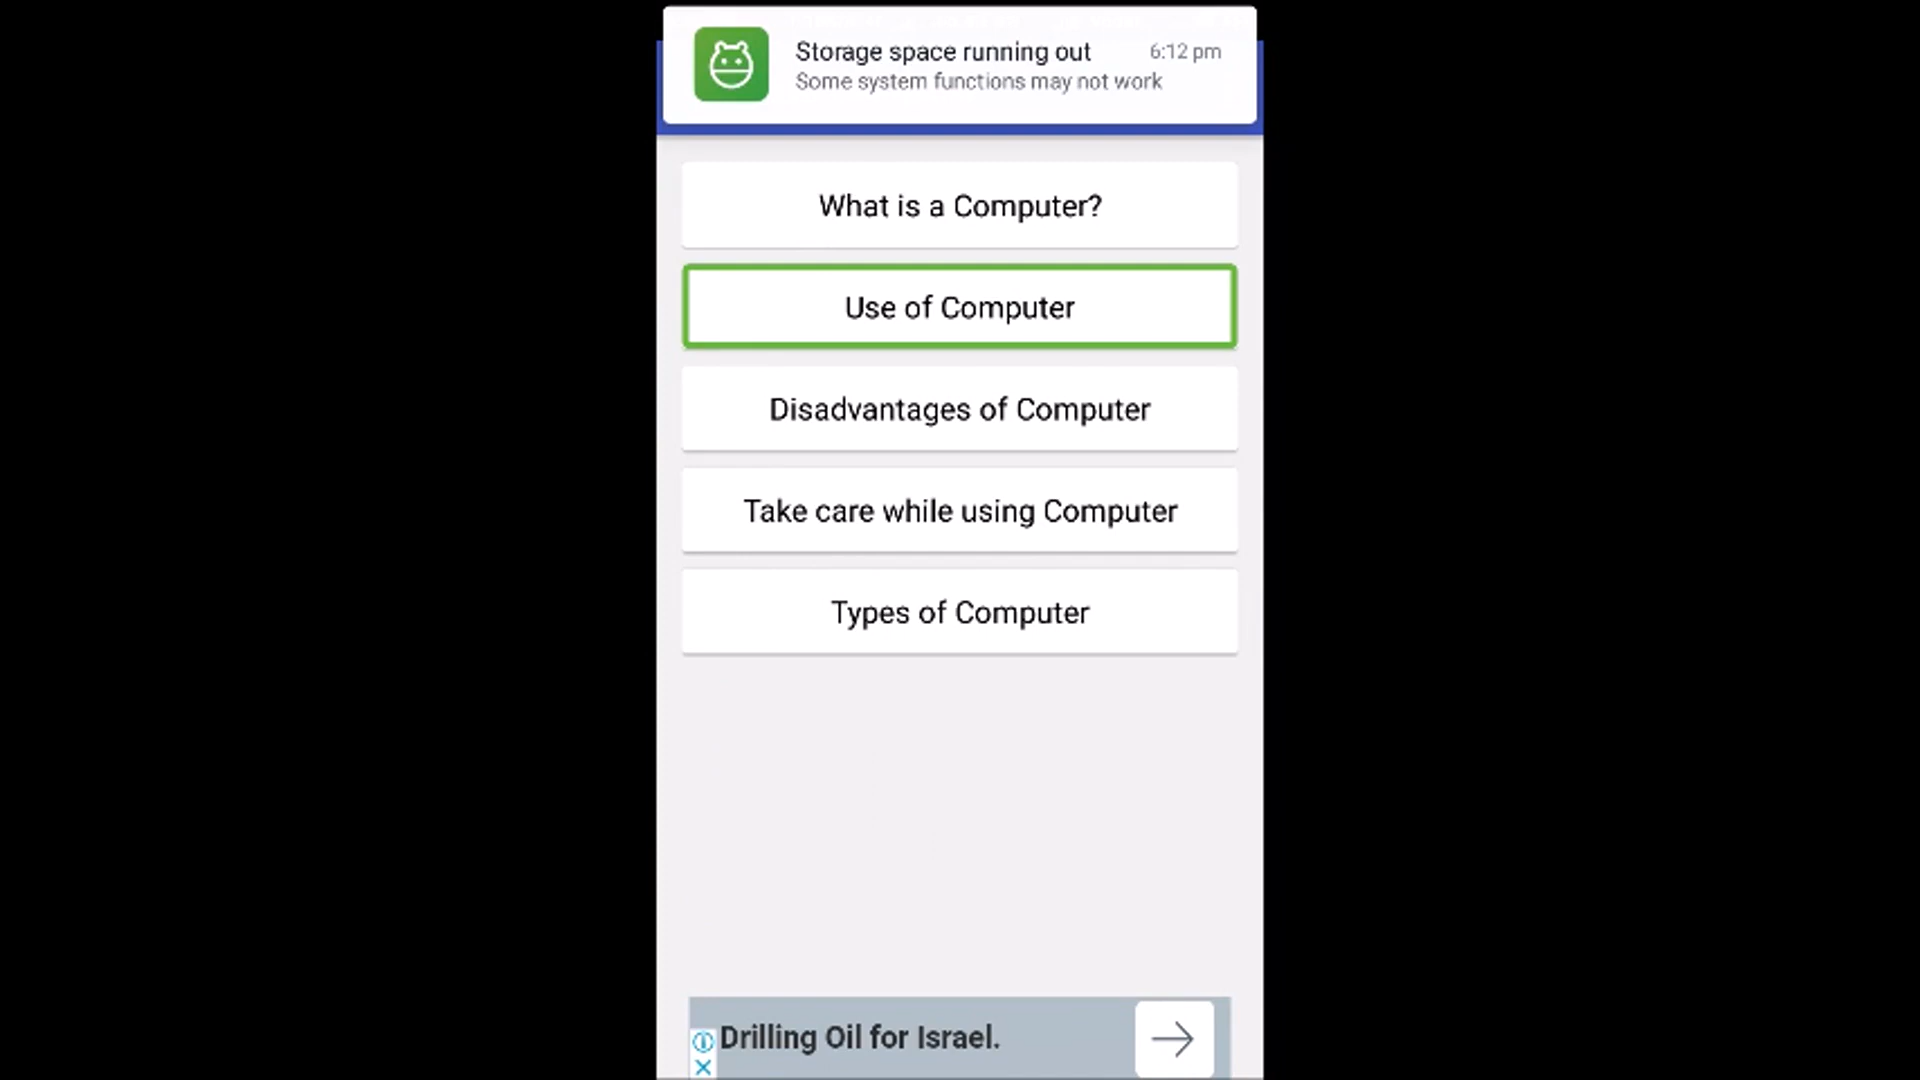 Storage space running out 6:12 pm
Some system functions may not work
What is a Computer?
Use of Computer
Disadvantages of Computer
Take care while using Computer
Types of Computer
Drilling Oil for Israel.